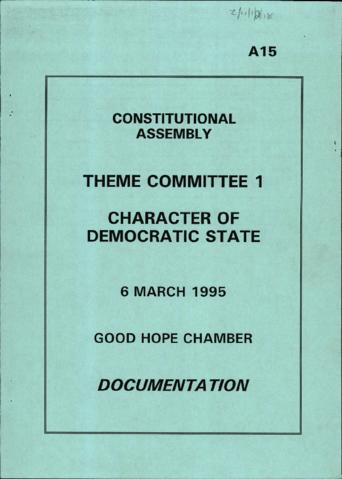 A15
CONSTITUTIONAL
ASSEMBLY
THEME COMMITTEE 1
CHARACTER OF
DEMOCRATIC STATE
6 MARCH 1995
GOOD HOPE CHAMBER
DOCUMENTATION